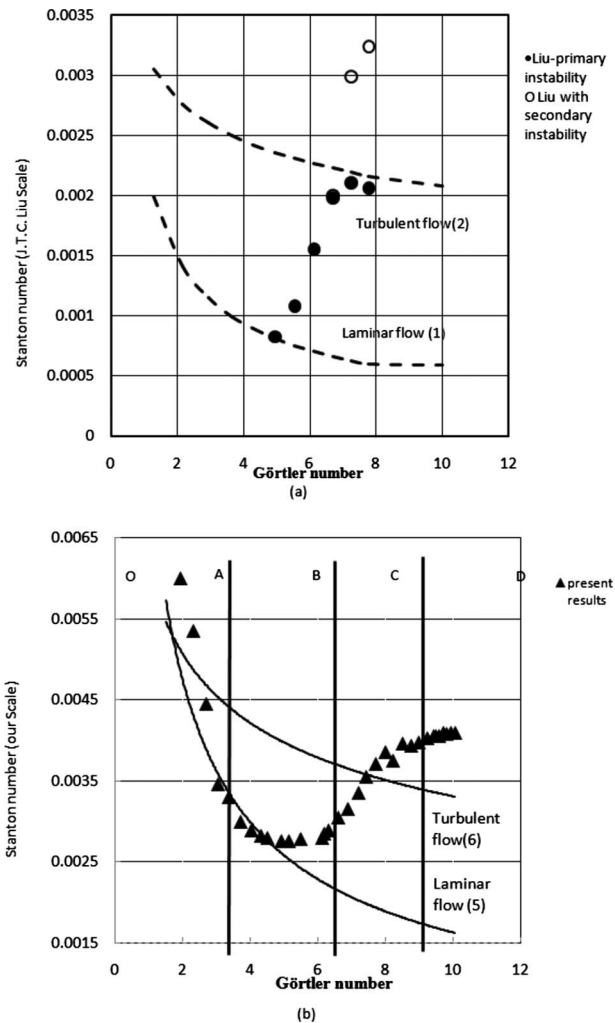 0.0035
0.003
0.0025
0.002
0.0015
0.001
0.0005
0
Stanton number (J.T.C. Liu Scale)
●Liu-primary
instability
O Liu with
secondary
instability
Turbulent flow(2)
Laminar flow (1)
0 2 4 6 8 10 12
Görtler number
(a)
0.0065
0.0055
0.0045
0.0035
0.0025
0.0015
Stanton number (our Scale)
O A B C D
▲present
results
Turbulent
flow(6)
Laminar
flow (5)
0 2 4 6 8 10 12
Görtler number
(b)